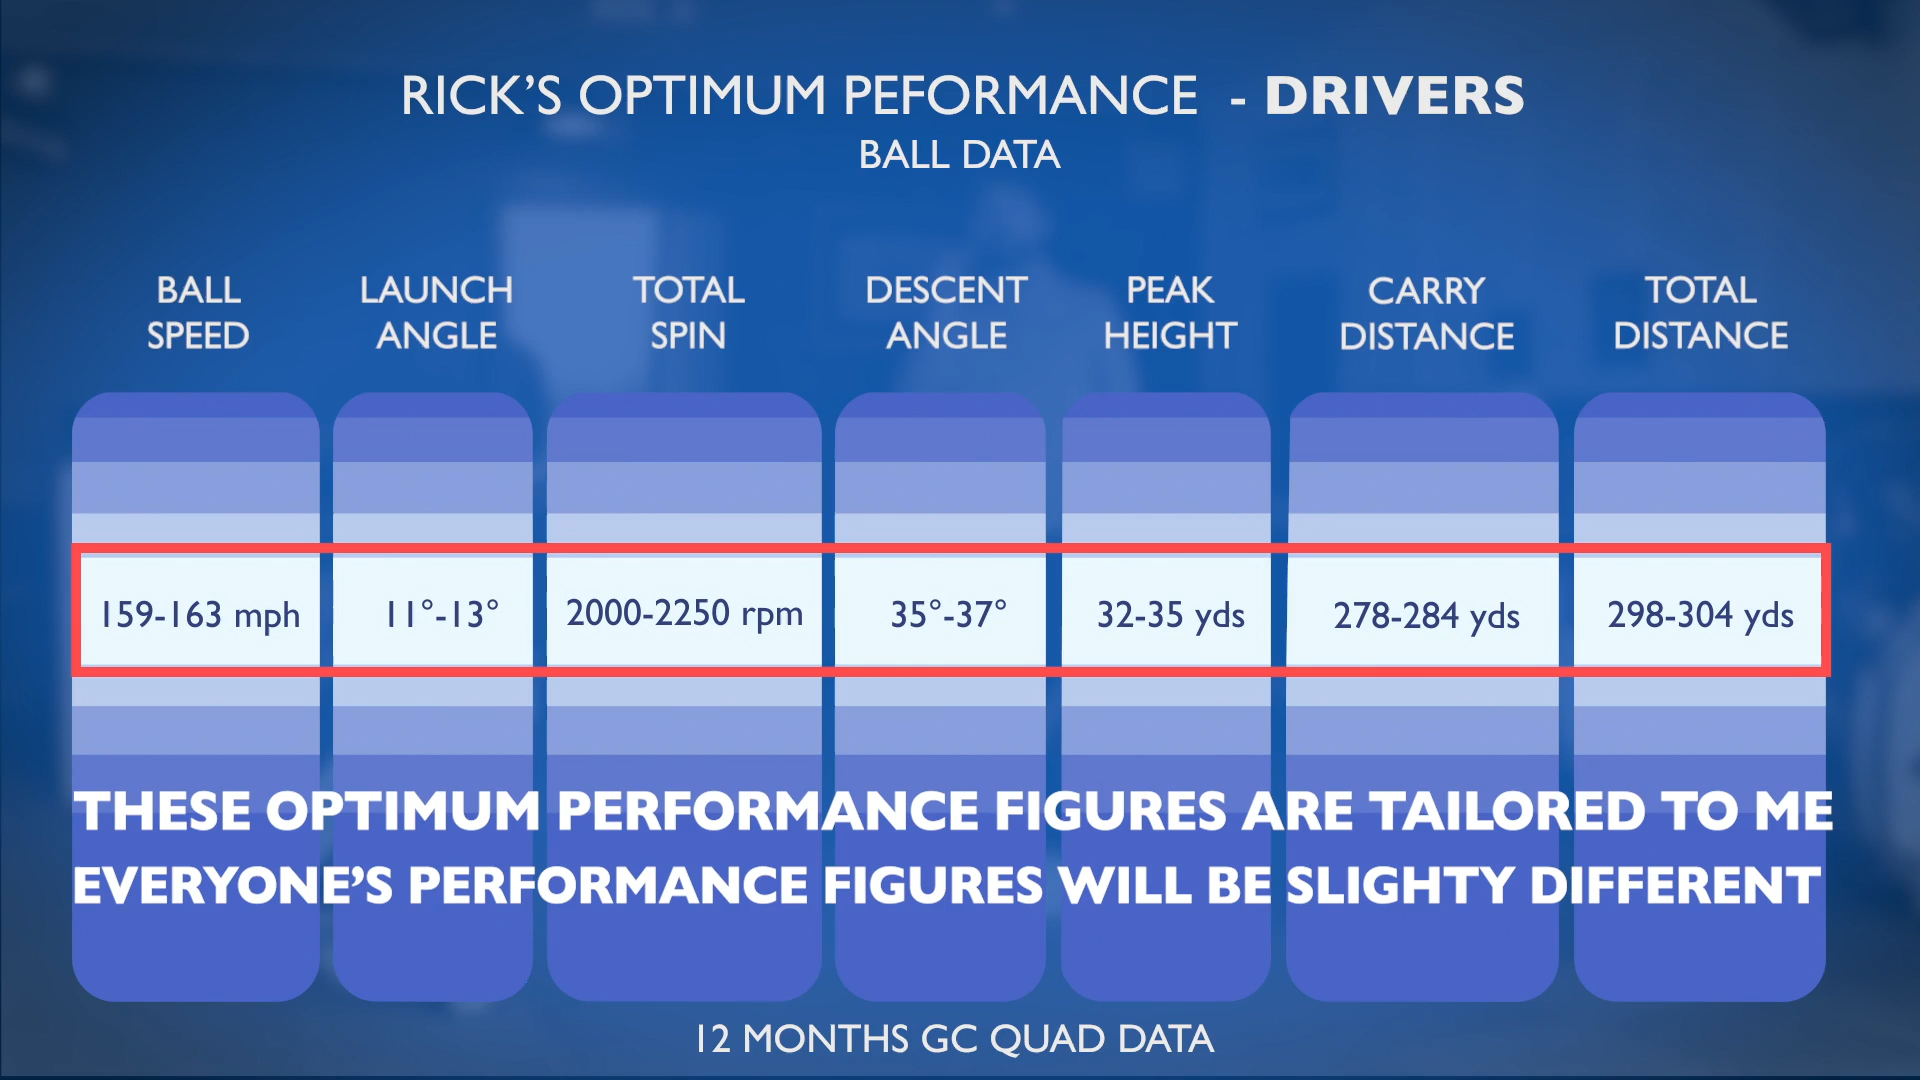 RICK'S OPTIMUM PEFORMANCE - DRIVERS
BALL DATA
BALL SPEED
LAUNCH ANGLE
TOTAL SPIN
DESCENT ANGLE
PEAK HEIGHT
CARRY DISTANCE
TOTAL DISTANCE
159-163 mph
11°-13°
2000-2250 rpm
35°-37°
32-35 yds
278-284 yds
298-304 yds
THESE OPTIMUM PERFORMANCE FIGURES ARE TAILORED TO ME
EVERYONE'S PERFORMANCE FIGURES WILL BE SLIGHTY DIFFERENT
12 MONTHS GC QUAD DATA